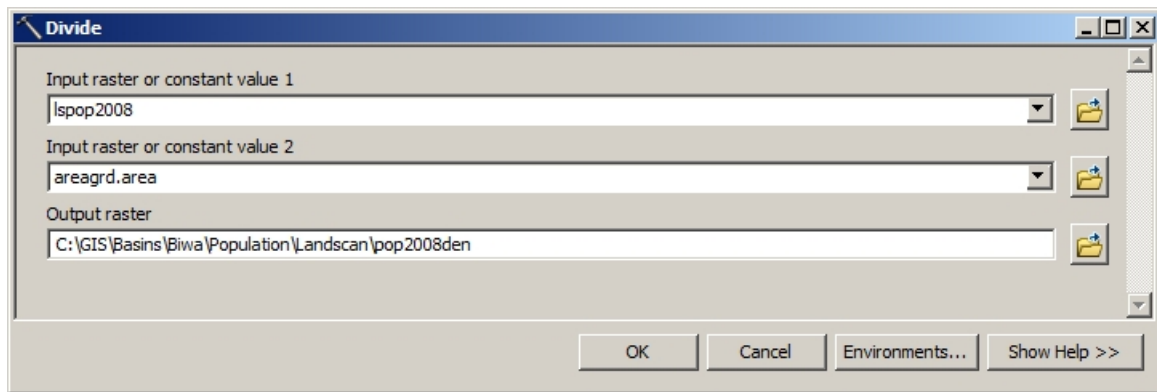 Divide
Input raster or constant value 1
lspop2008
Input raster or constant value 2
areagrd.area
Output raster
C:\GIS\Basins\Biwa\Population\Landscan\pop2008den
OK Cancel Environments... Show Help >>